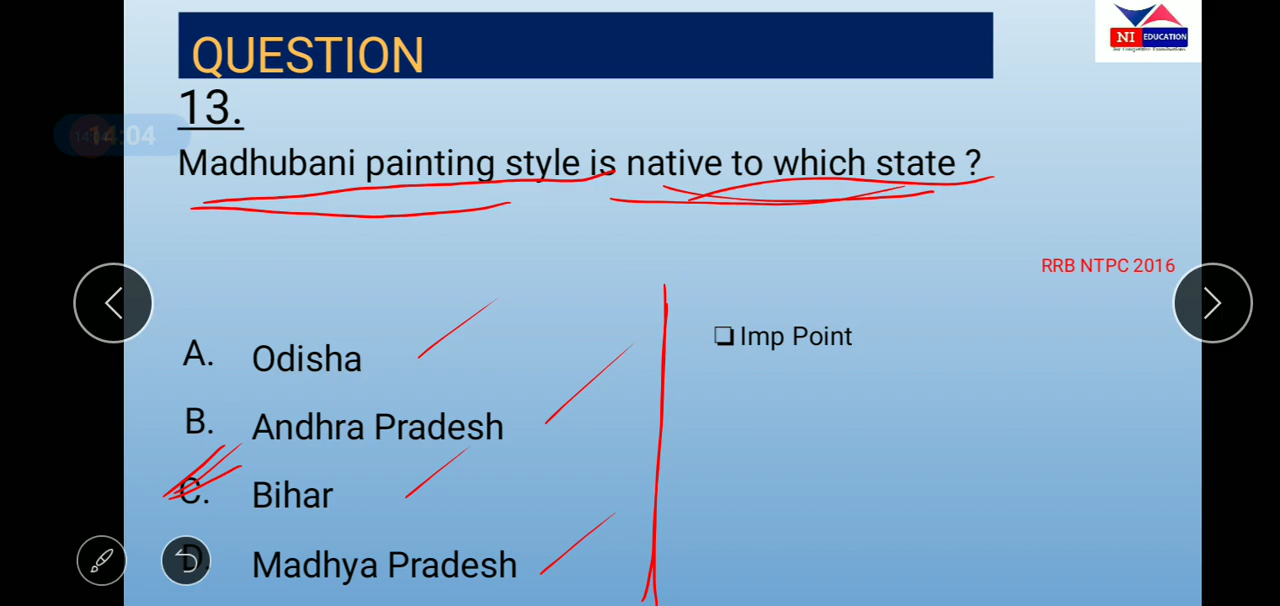 QUESTION
NI EDUCATION
13.
14:04
Madhubani painting style is native to which state ?
RRB NTPC 2016
❑ Imp Point
A. Odisha
B. Andhra Pradesh
C. Bihar
D. Madhya Pradesh